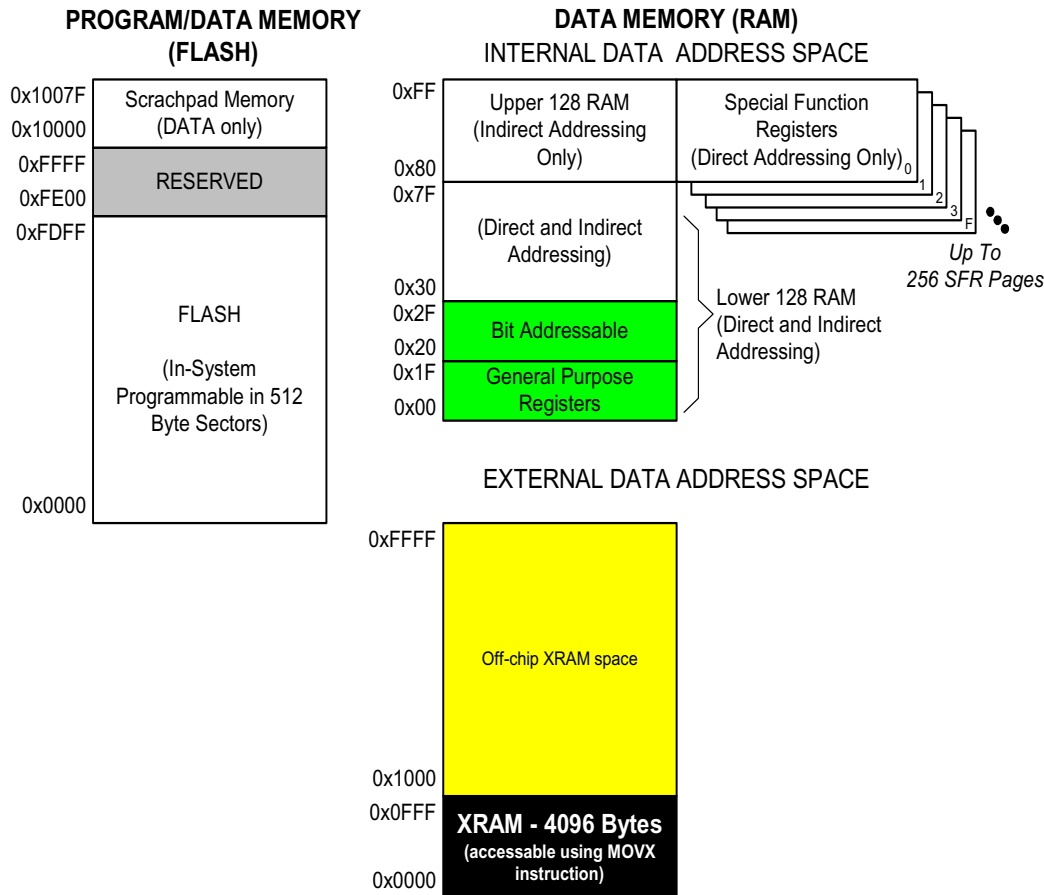 PROGRAM/DATA MEMORY
(FLASH)
0x1007F
0x10000
Scrachpad Memory
(DATA only)
0xFFFF
0xFE00
RESERVED
0xFDFF
FLASH
(In-System
Programmable in 512
Byte Sectors)
0x0000
DATA MEMORY (RAM)
INTERNAL DATA ADDRESS SPACE
0xFF
0x80
Upper 128 RAM
(Indirect Addressing
Only)
Special Function
Registers
(Direct Addressing Only)
0
1
2
3
F
Up To
256 SFR Pages
0x7F
(Direct and Indirect
Addressing)
0x30
0x2F
Bit Addressable
0x20
0x1F
General Purpose
Registers
0x00
Lower 128 RAM
(Direct and Indirect
Addressing)
EXTERNAL DATA ADDRESS SPACE
0xFFFF
Off-chip XRAM space
0x1000
0x0FFF
XRAM - 4096 Bytes
(accessable using MOVX
instruction)
0x0000